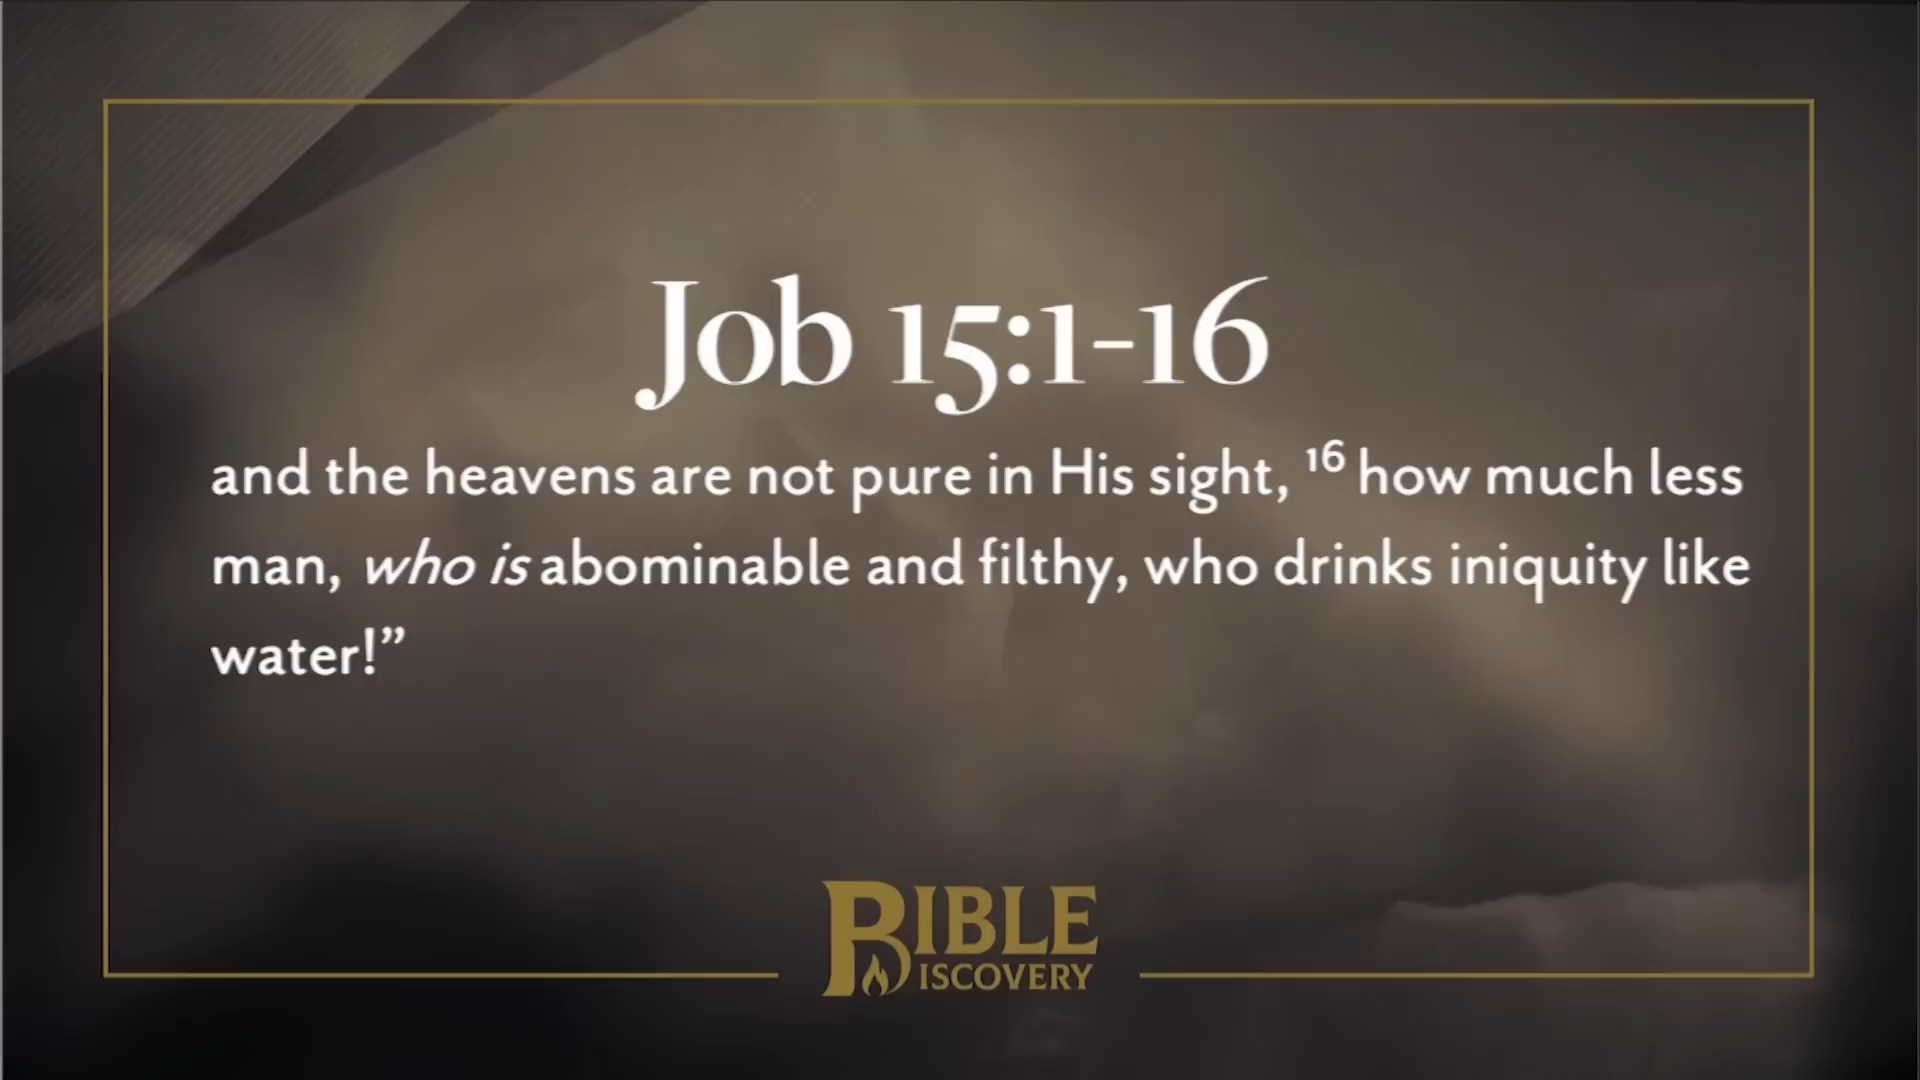 Job 15:1-16
and the heavens are not pure in His sight, ¹⁶ how much less
man, who is abominable and filthy, who drinks iniquity like
water!”
BIBLE
DISCOVERY